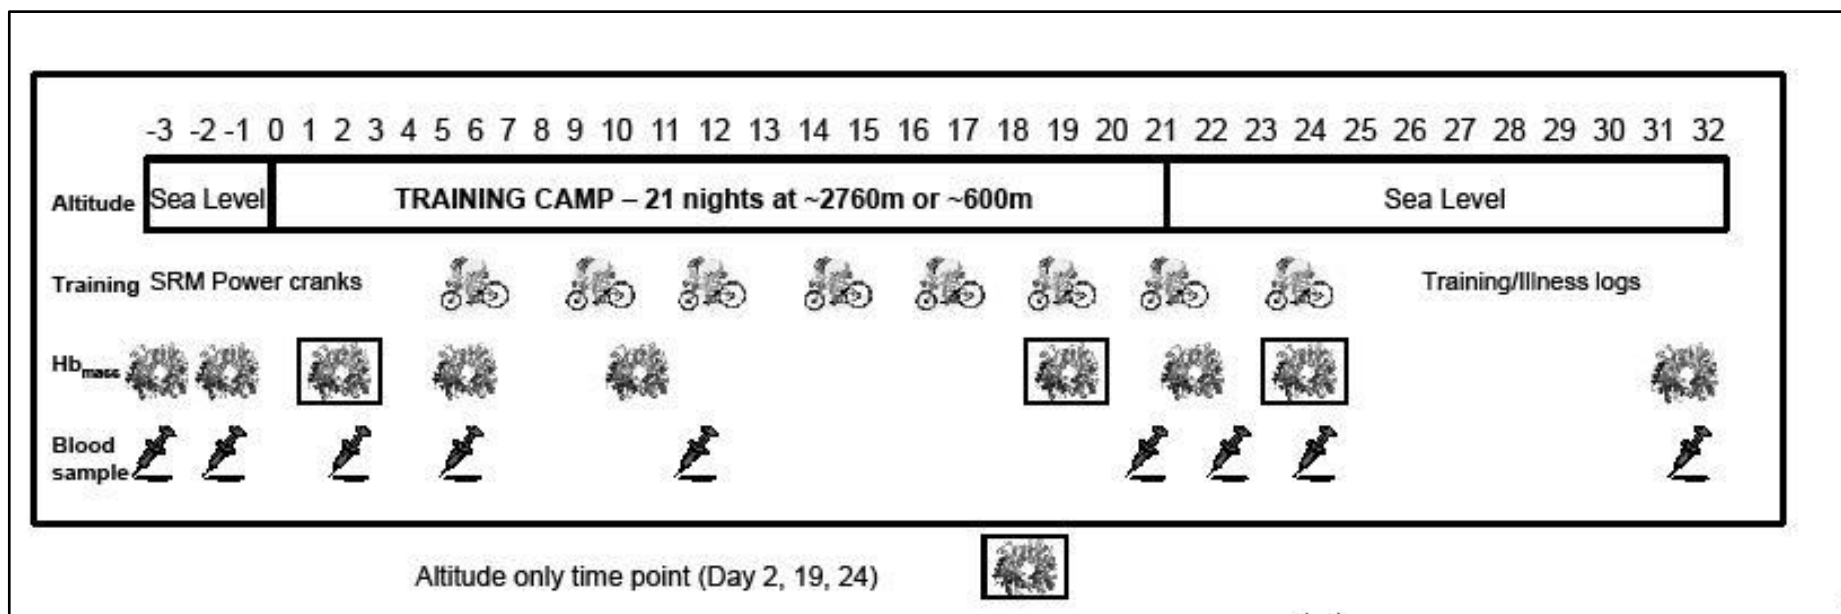 -3 -2 -1 0 1 2 3 4 5 6 7 8 9 10 11 12 13 14 15 16 17 18 19 20 21 22 23 24 25 26 27 28 29 30 31 32
Altitude Sea Level TRAINING CAMP – 21 nights at ~2760m or ~600m Sea Level
Training SRM Power cranks Training/Illness logs
Hbmass
Blood
sample
Altitude only time point (Day 2, 19, 24)